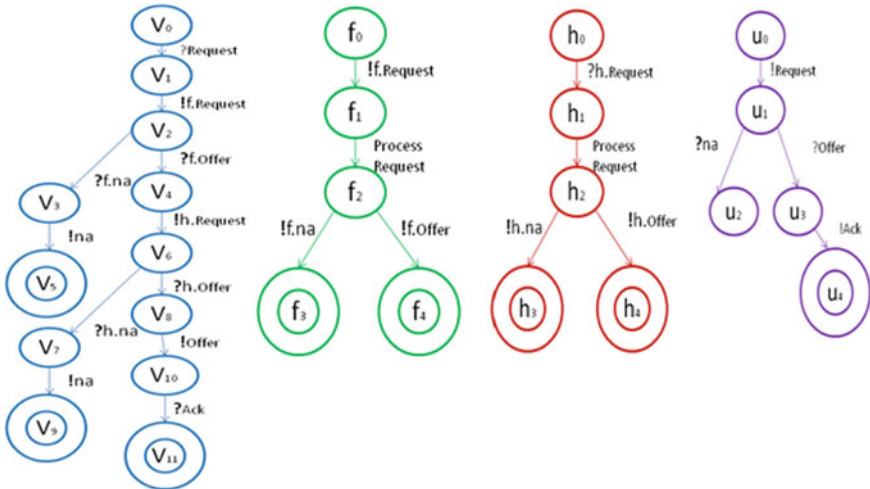 V0
?Request
V1
!f.Request
V2
?f.Offer
?f.na
V3
V4
!na
!h.Request
V5
V6
?h.Offer
?h.na
V7
V8
!na
!Offer
V9
V10
?Ack
V11
f0
!f.Request
f1
Process
Request
f2
!f.na
!f.Offer
f3
f4
h0
?h.Request
h1
Process
Request
h2
!h.na
!h.Offer
h3
h4
u0
!Request
u1
?na
?Offer
u2
u3
!Ack
u4